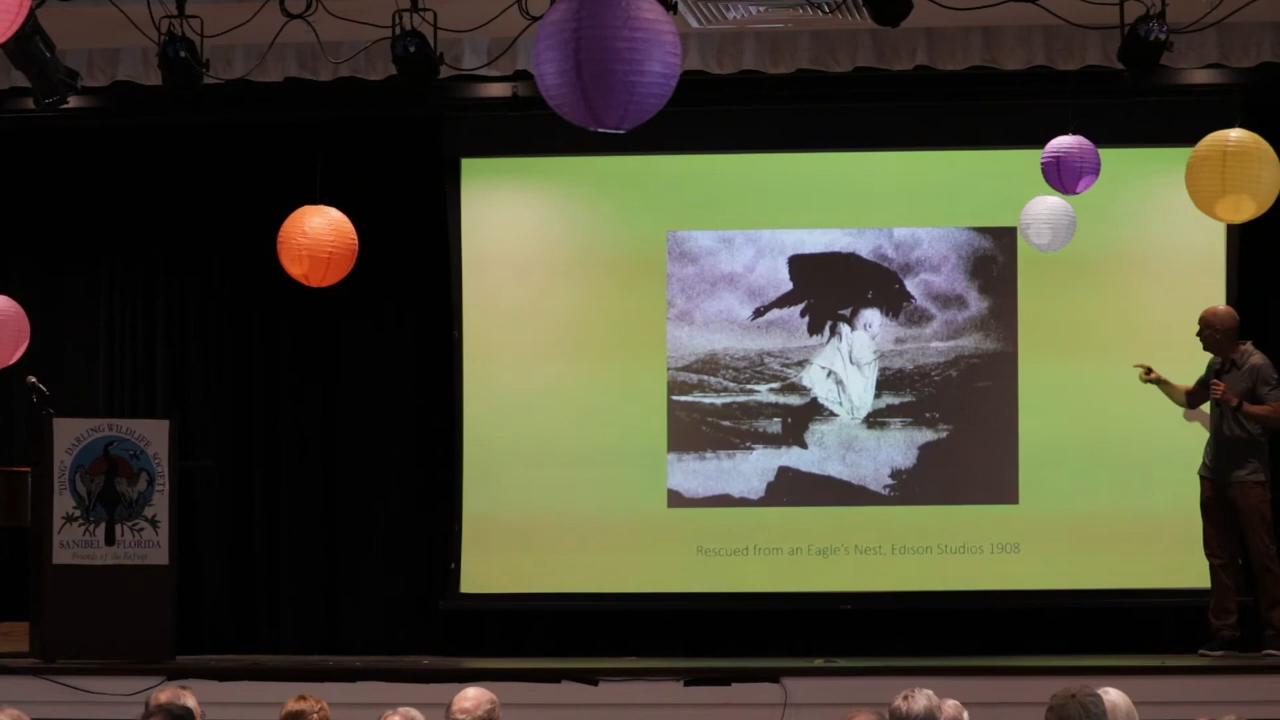 "DING" DARLING WILDLIFE SOCIETY
SANIBEL FLORIDA
Friends of the Refuge
Rescued from an Eagle's Nest, Edison Studios 1908